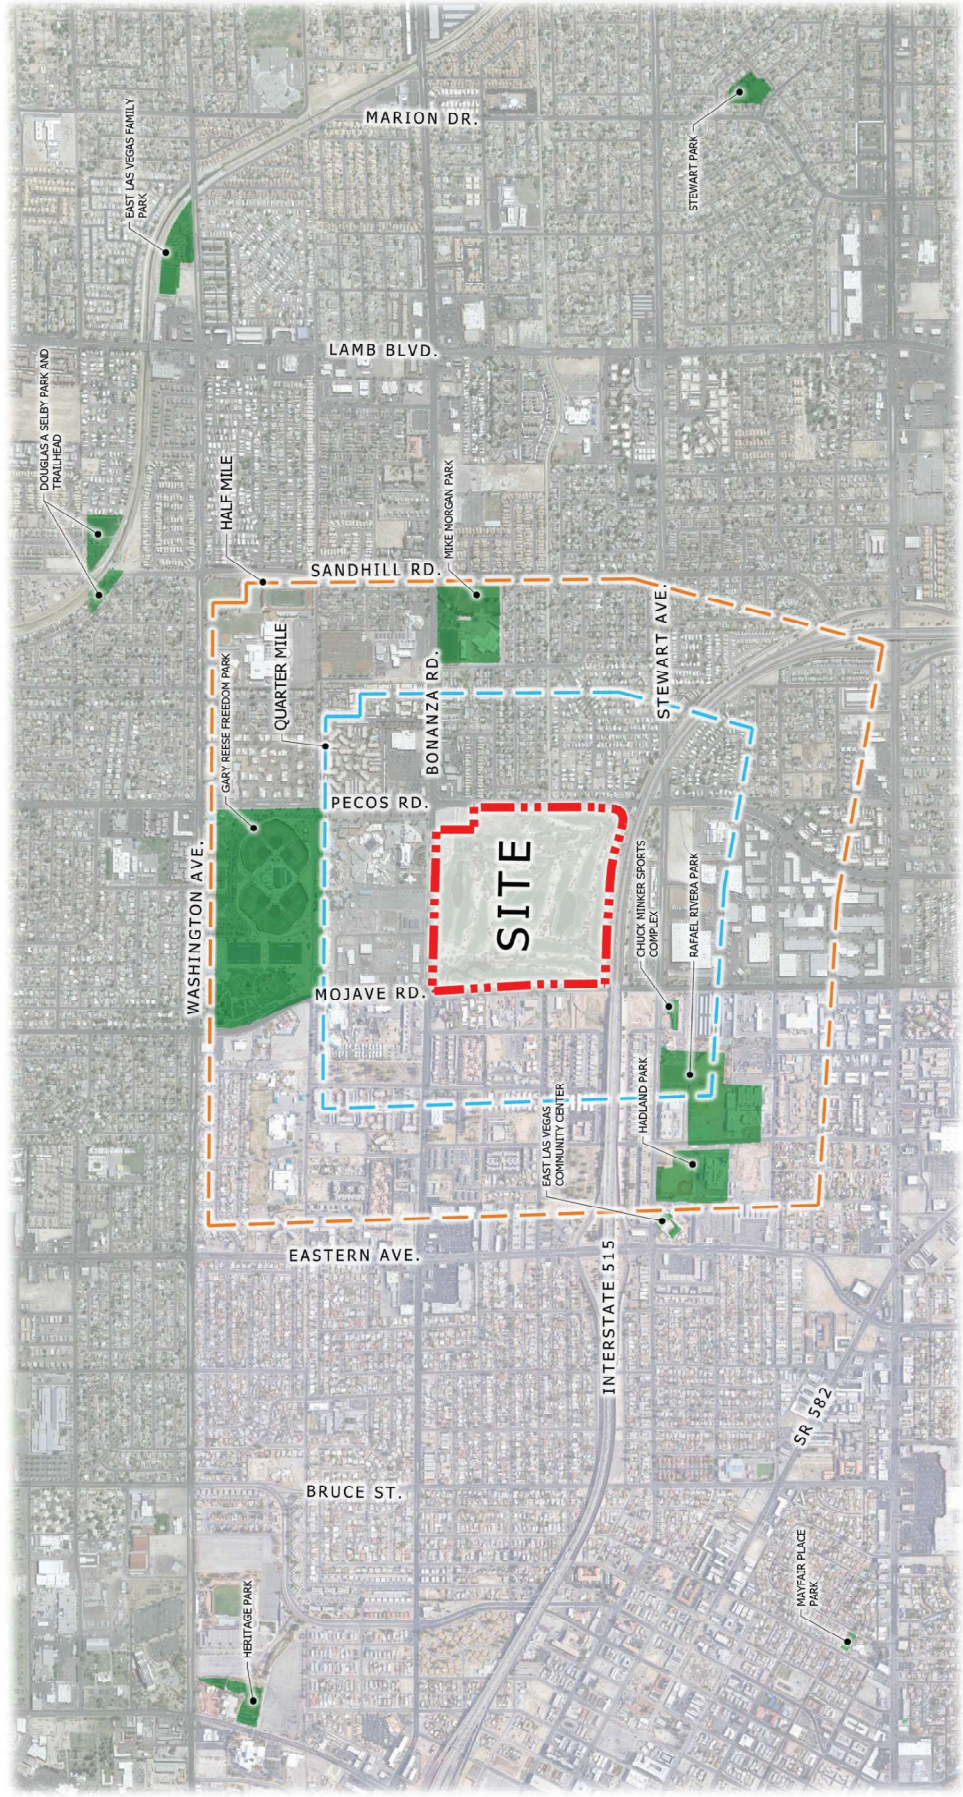 MARION DR.
STEWART PARK
EAST LAS VEGAS FAMILY
PARK
LAMB BLVD.
DOUGLAS A SELBY PARK AND
TRAILHEAD
HALF MILE
SANDHILL RD.
MIKE MORGAN PARK
STEWART AVE.
QUARTER MILE
BONANZA RD.
GARY REESE FREEDOM PARK
PECOS RD.
WASHINGTON AVE.
SITE
CHUCK MINKER SPORTS
COMPLEX
RAFAEL RIVERA PARK
MOJAVE RD.
HADLAND PARK
EAST LAS VEGAS
COMMUNITY CENTER
EASTERN AVE.
INTERSTATE 515
SR 582
BRUCE ST.
HERITAGE PARK
MAYFAIR PLACE
PARK